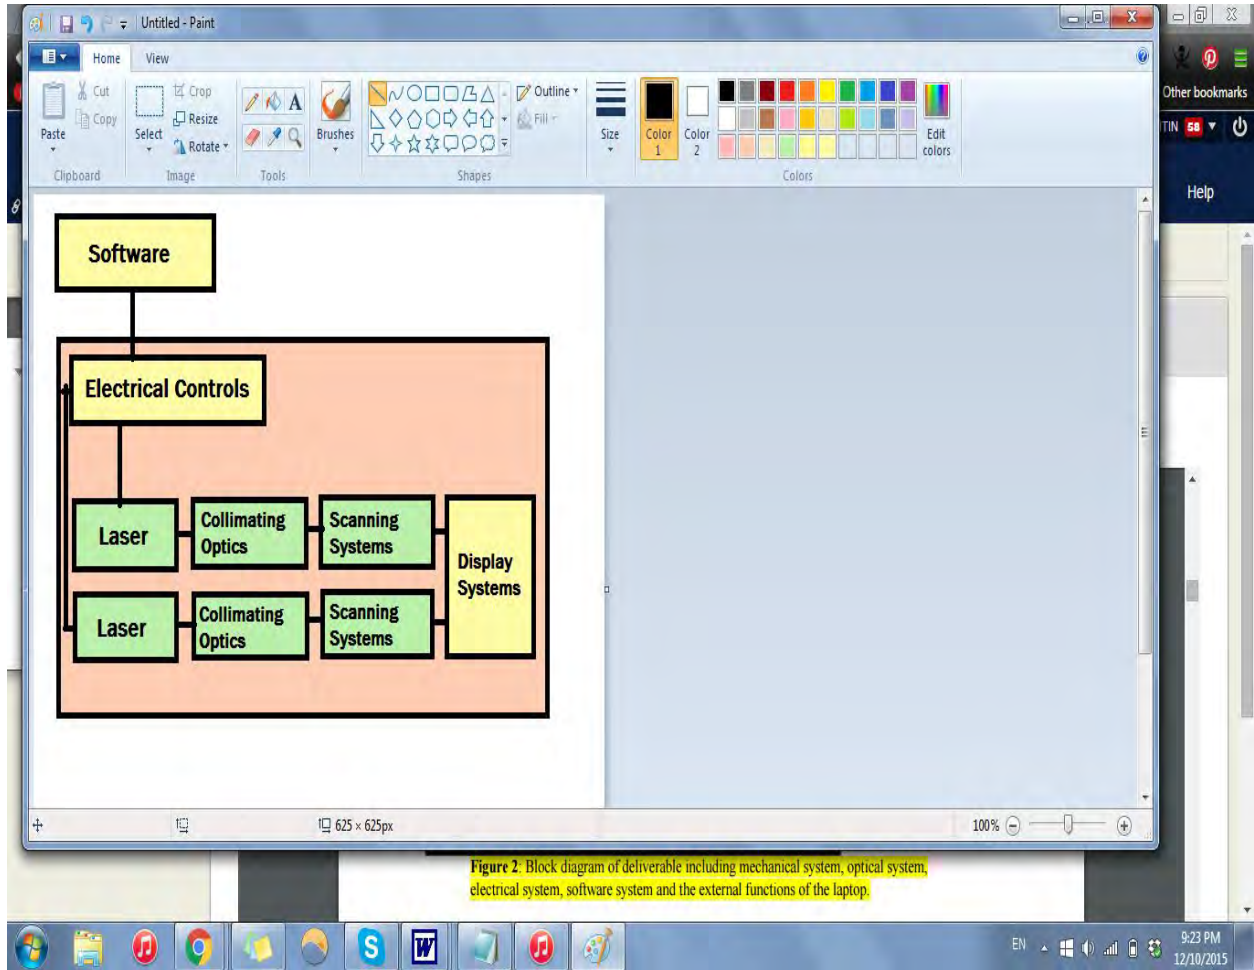 Untitled - Paint
Home View
Cut
Copy
Paste
Crop
Resize
Rotate
Select
Brushes
Outline
Fill
Size
Color 1
Color 2
Edit colors
Clipboard Image Tools Shapes Colors
Other bookmarks
TIN 58
Help
Software
Electrical Controls
Laser
Collimating
Optics
Scanning
Systems
Display
Systems
Laser
Collimating
Optics
Scanning
Systems
625 × 625px
100%
Figure 2: Block diagram of deliverable including mechanical system, optical system,
electrical system, software system and the external functions of the laptop.
EN
9:23 PM
12/10/2015